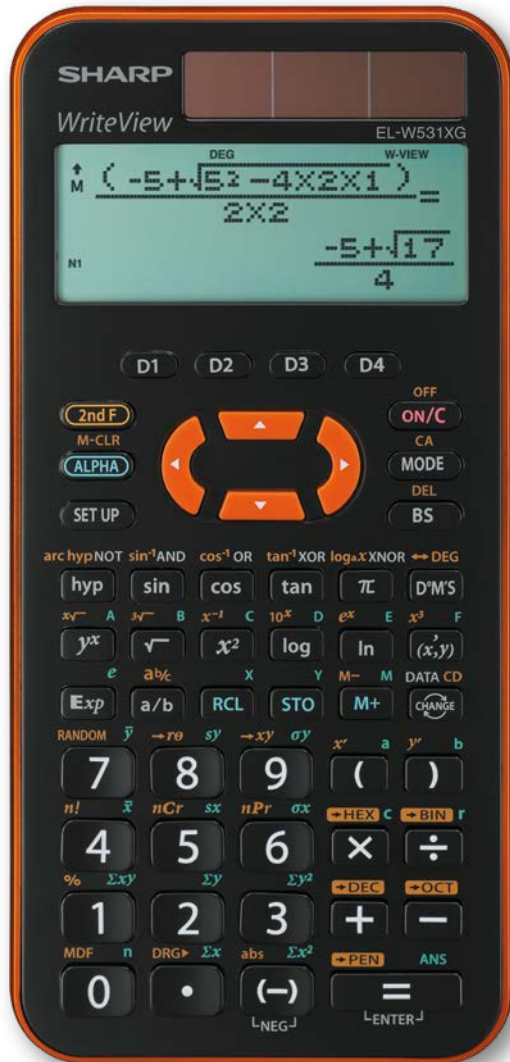 SHARP
WriteView
EL-W531XG
DEG W-VIEW
M (-5+√5²-4×2×1)
2×2 =
N1 -5+√17
4
D1 D2 D3 D4
OFF
2nd F ON/C
M-CLR CA
ALPHA MODE
DEL
SET UP BS
arc hyp NOT sin⁻¹ AND cos⁻¹ OR tan⁻¹ XOR logₐx XNOR ↔DEG
hyp sin cos tan π D°M'S
ˣ√ A ³√ B x⁻¹ C 10ˣ D eˣ E x³ F
yˣ √ x² log ln (x,y)
e ab/c X Y M− M DATA CD
Exp a/b RCL STO M+ CHANGE
RANDOM ȳ →rθ sy →xy σy x' a y' b
7 8 9 ( )
n! x̄ nCr sx nPr σx →HEX c →BIN r
4 5 6 × ÷
% Σxy Σy Σy² →DEC →OCT
1 2 3 + −
MDF n DRG▸ Σx abs Σx² →PEN ANS
0 • (−) =
NEG ENTER